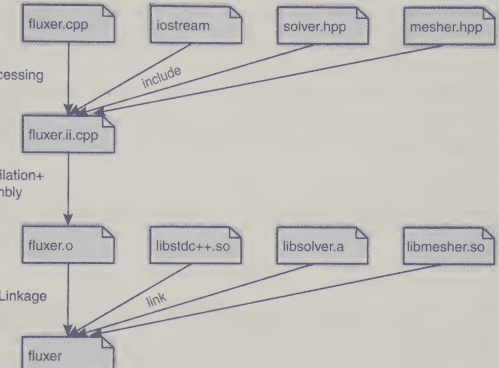 fluxer.cpp iostream solver.hpp mesher.hpp
cessing
include
fluxer.ii.cpp
ilation+
nbly
fluxer.o libstdc++.so libsolver.a libmesher.so
Linkage
link
fluxer